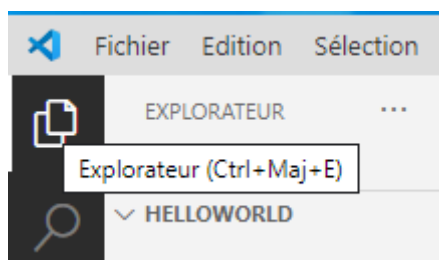 Fichier Edition Sélection
EXPLORATEUR ...
Explorateur (Ctrl+Maj+E)
HELLOWORLD